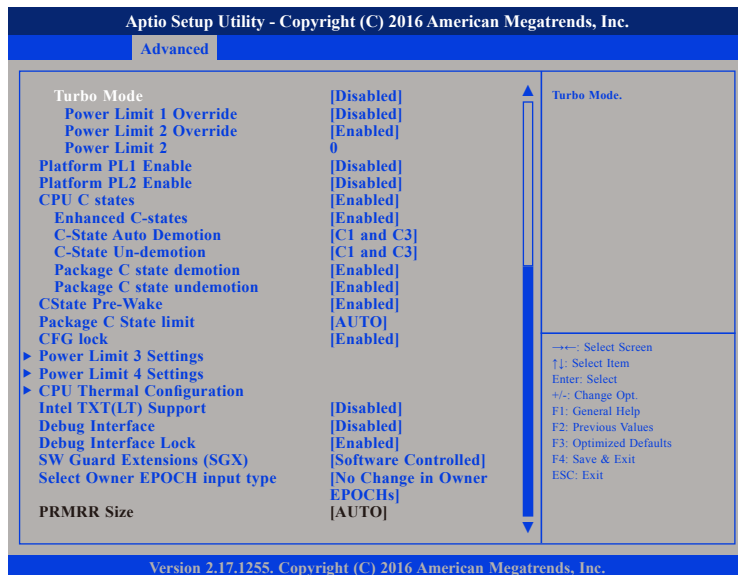 Aptio Setup Utility - Copyright (C) 2016 American Megatrends, Inc.
Advanced
Turbo Mode [Disabled]
Power Limit 1 Override [Disabled]
Power Limit 2 Override [Enabled]
Power Limit 2 0
Platform PL1 Enable [Disabled]
Platform PL2 Enable [Disabled]
CPU C states [Enabled]
Enhanced C-states [Enabled]
C-State Auto Demotion [C1 and C3]
C-State Un-demotion [C1 and C3]
Package C state demotion [Enabled]
Package C state undemotion [Enabled]
CState Pre-Wake [Enabled]
Package C State limit [AUTO]
CFG lock [Enabled]
Power Limit 3 Settings
Power Limit 4 Settings
CPU Thermal Configuration
Intel TXT(LT) Support [Disabled]
Debug Interface [Disabled]
Debug Interface Lock [Enabled]
SW Guard Extensions (SGX) [Software Controlled]
Select Owner EPOCH input type [No Change in Owner
EPOCHs]
PRMRR Size [AUTO]
Turbo Mode.
→←: Select Screen
↑↓: Select Item
Enter: Select
+/-: Change Opt.
F1: General Help
F2: Previous Values
F3: Optimized Defaults
F4: Save & Exit
ESC: Exit
Version 2.17.1255. Copyright (C) 2016 American Megatrends, Inc.